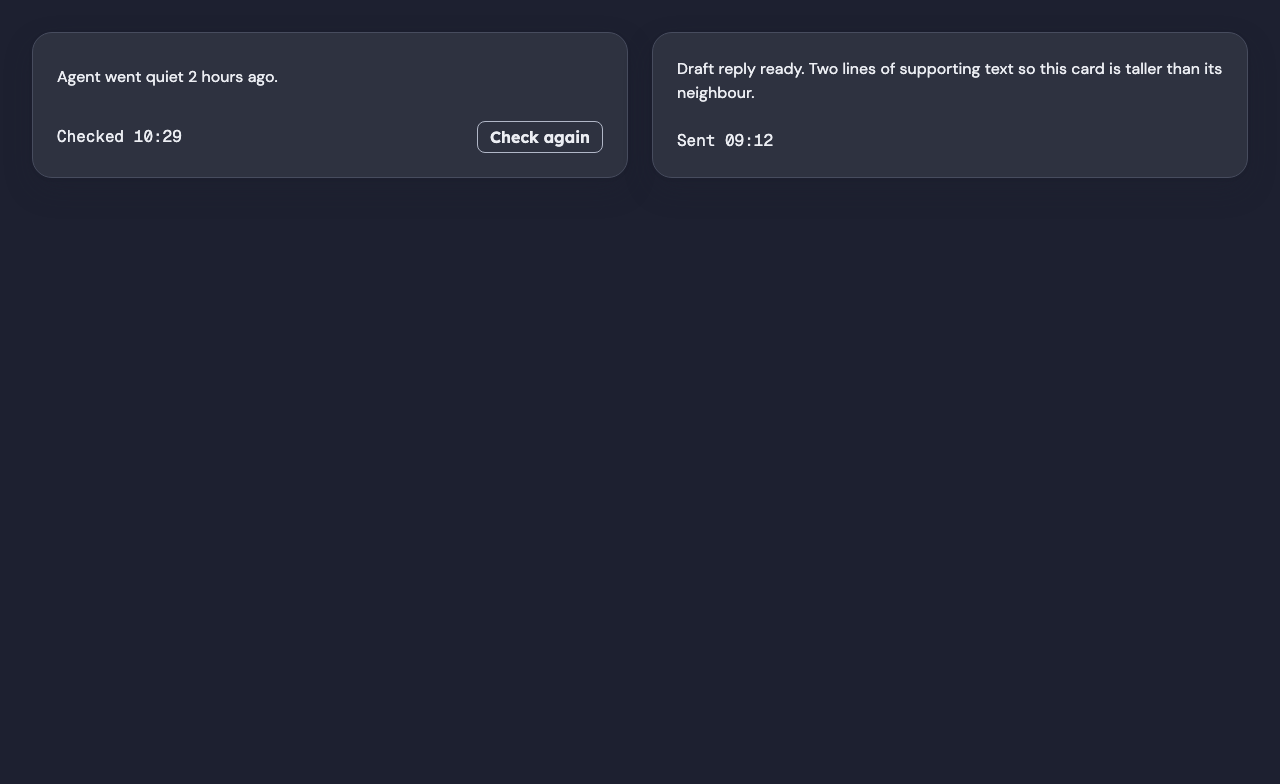 Agent went quiet 2 hours ago.
Checked 10:29
Check again
Draft reply ready. Two lines of supporting text so this card is taller than its
neighbour.
Sent 09:12